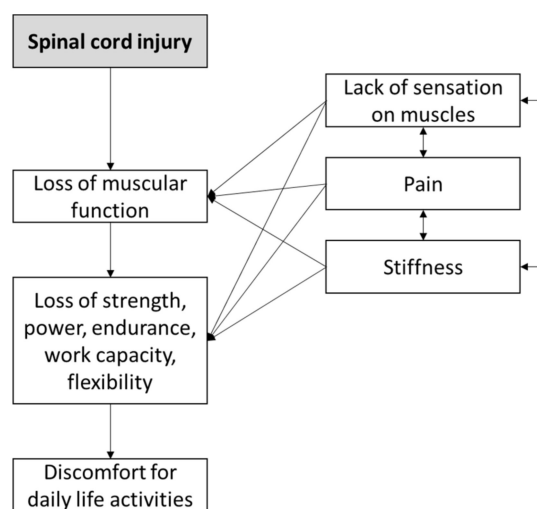 Spinal cord injury
Lack of sensation
on muscles
Loss of muscular
function
Pain
Stiffness
Loss of strength,
power, endurance,
work capacity,
flexibility
Discomfort for
daily life activities